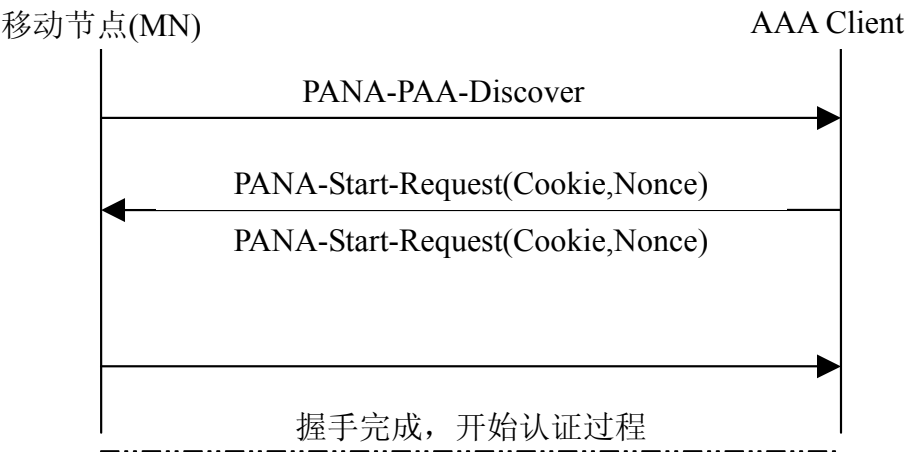 移动节点(MN)
AAA Client
PANA-PAA-Discover
PANA-Start-Request(Cookie,Nonce)
PANA-Start-Request(Cookie,Nonce)
握手完成，开始认证过程